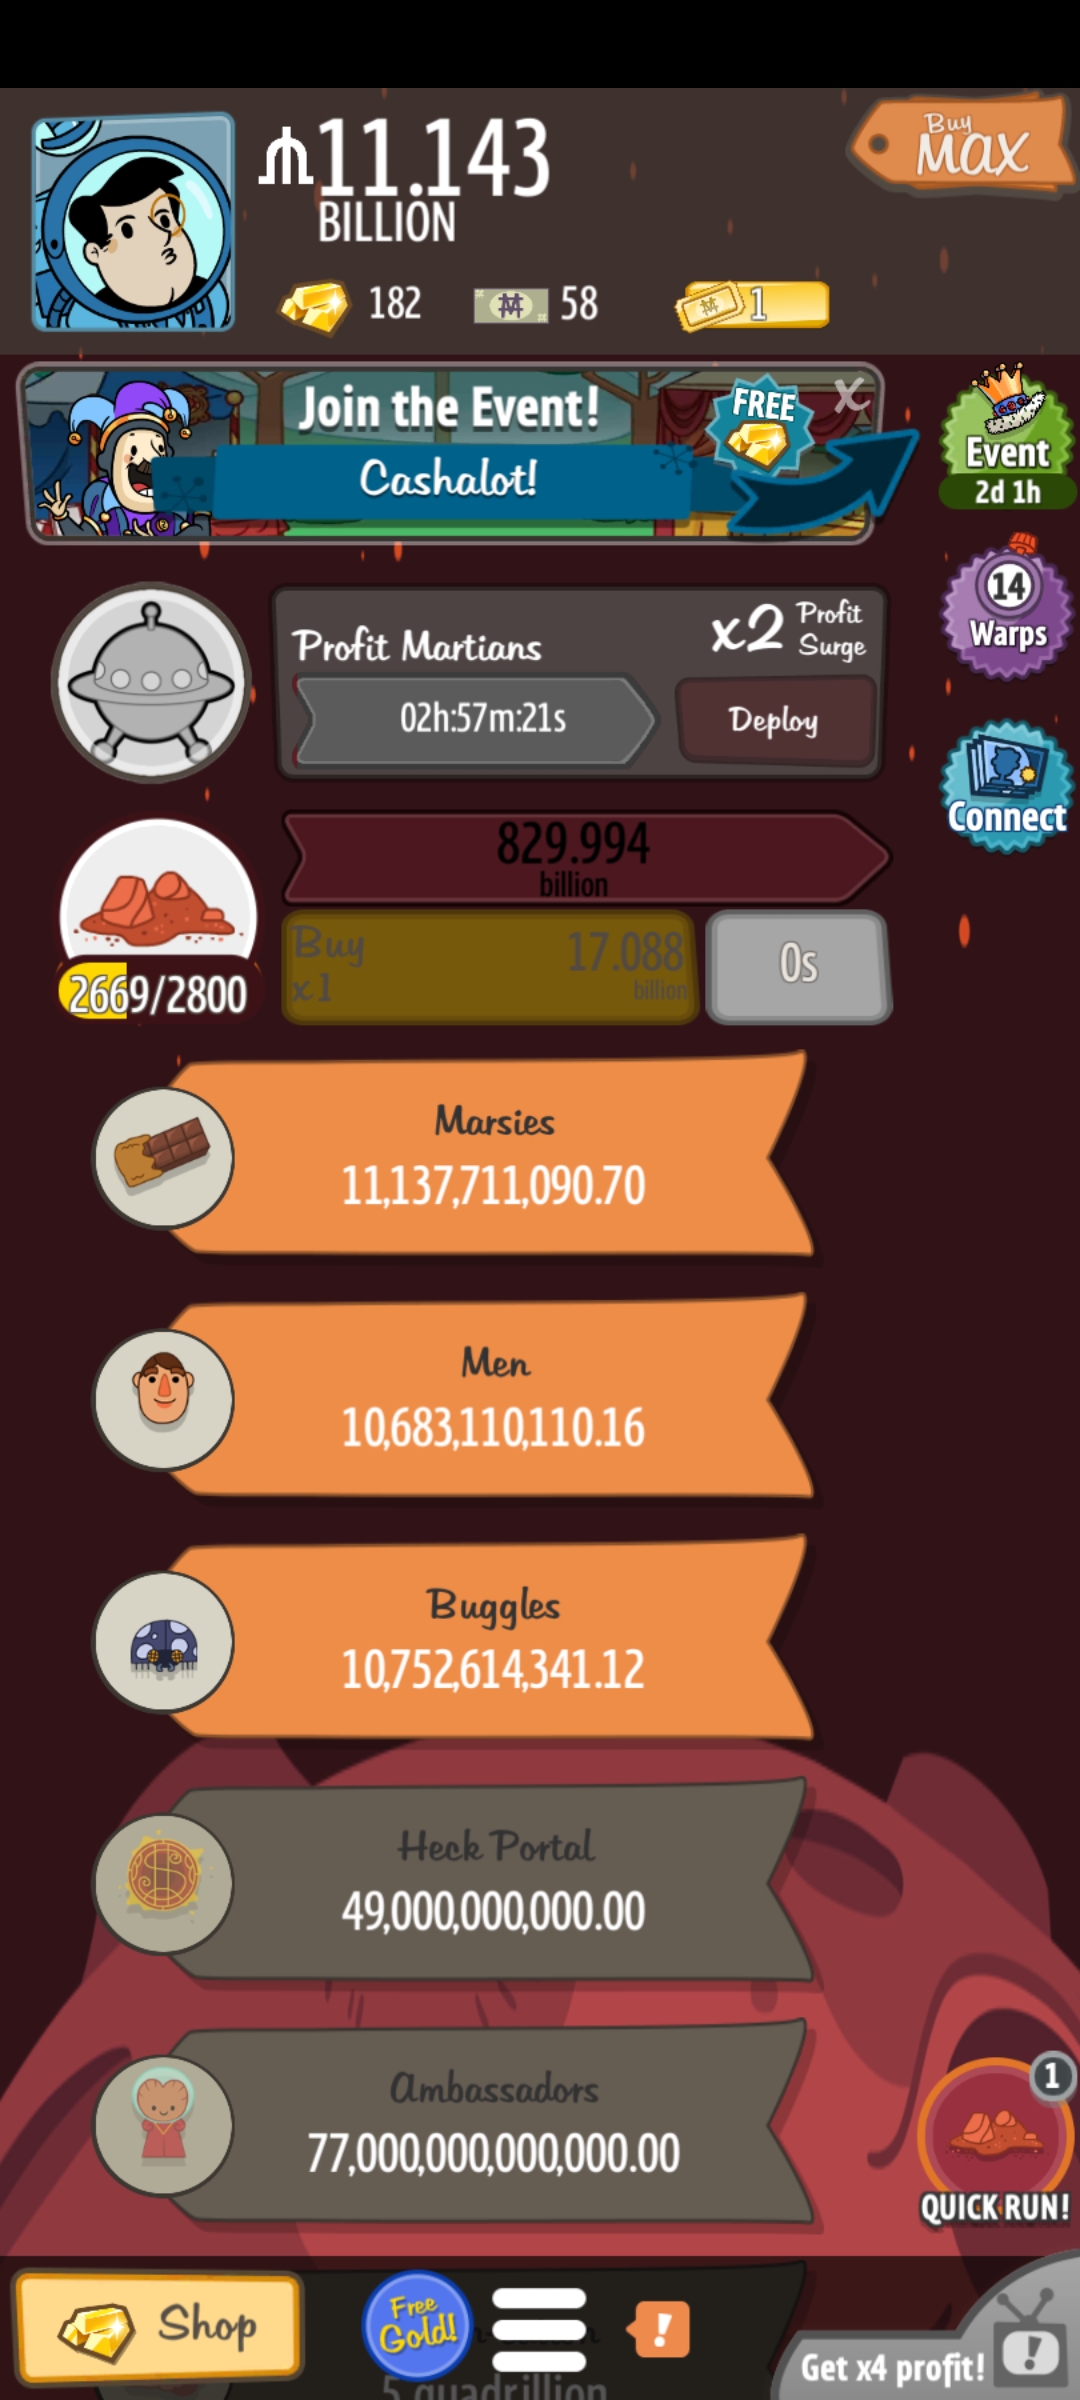 Buy
MAX
11.143
BILLION
182
58
1
Join the Event!
FREE
X
Cashalot!
Event
2d 1h
14
Warps
Profit Martians
x2 Profit
Surge
02h:57m:21s
Deploy
Connect
829.994
billion
2669/2800
Buy
x1
17.088
billion
0s
Marsies
11,137,711,090.70
Men
10,683,110,110.16
Buggles
10,752,614,341.12
Heck Portal
49,000,000,000.00
Ambassadors
77,000,000,000,000.00
1
QUICK RUN!
Shop
Free
Gold!
!
Get x4 profit!
!
5 quadrillion